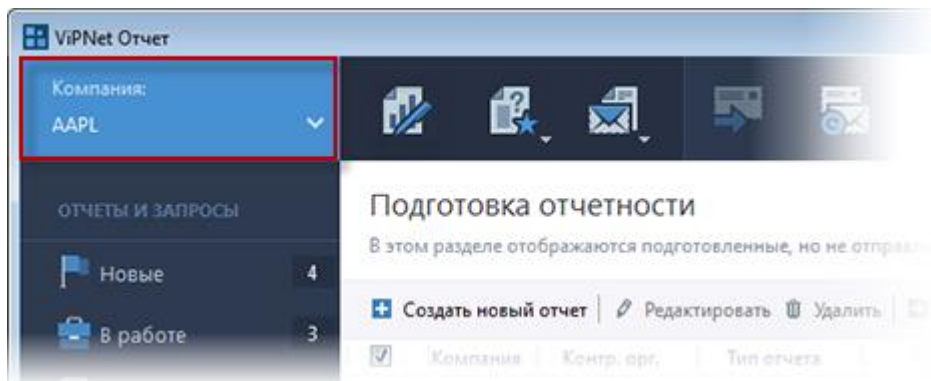 ViPNet Отчет
Компания:
AAPL
ОТЧЕТЫ И ЗАПРОСЫ
Новые 4
В работе 3
Подготовка отчетности
В этом разделе отображаются подготовленные, но не
Создать новый отчет Редактировать Удалить
Компания Контр. орг. Тип отчета